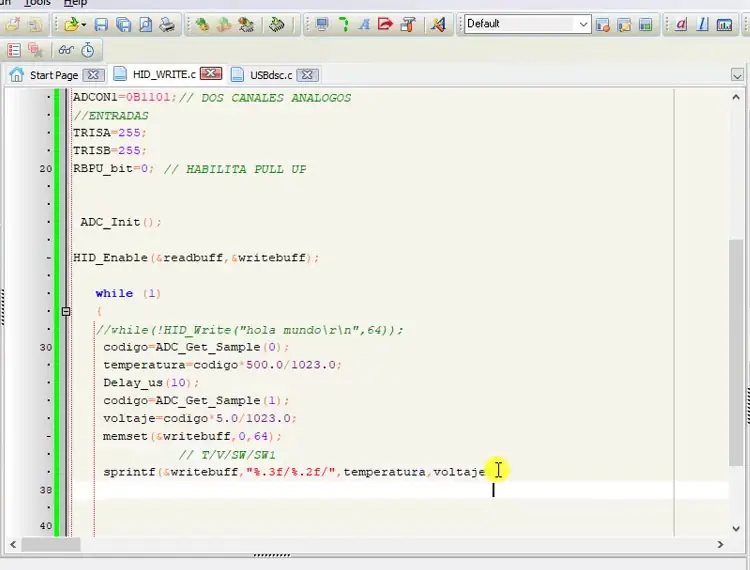 Tools Help
Default
Start Page HID_WRITE.c USBdsc.c
ADCON1=0B1101;// DOS CANALES ANALOGOS
//ENTRADAS
TRISA=255;
TRISB=255;
20 RBPU_bit=0; // HABILITA PULL UP
ADC_Init();
HID_Enable(&readbuff,&writebuff);
while (1)
{
//while(!HID_Write("hola mundo\r\n",64));
30 codigo=ADC_Get_Sample(0);
temperatura=codigo*500.0/1023.0;
Delay_us(10);
codigo=ADC_Get_Sample(1);
voltaje=codigo*5.0/1023.0;
memset(&writebuff,0,64);
// T/V/SW/SW1
sprintf(&writebuff,"%.3f/%.2f/",temperatura,voltaje
38
40